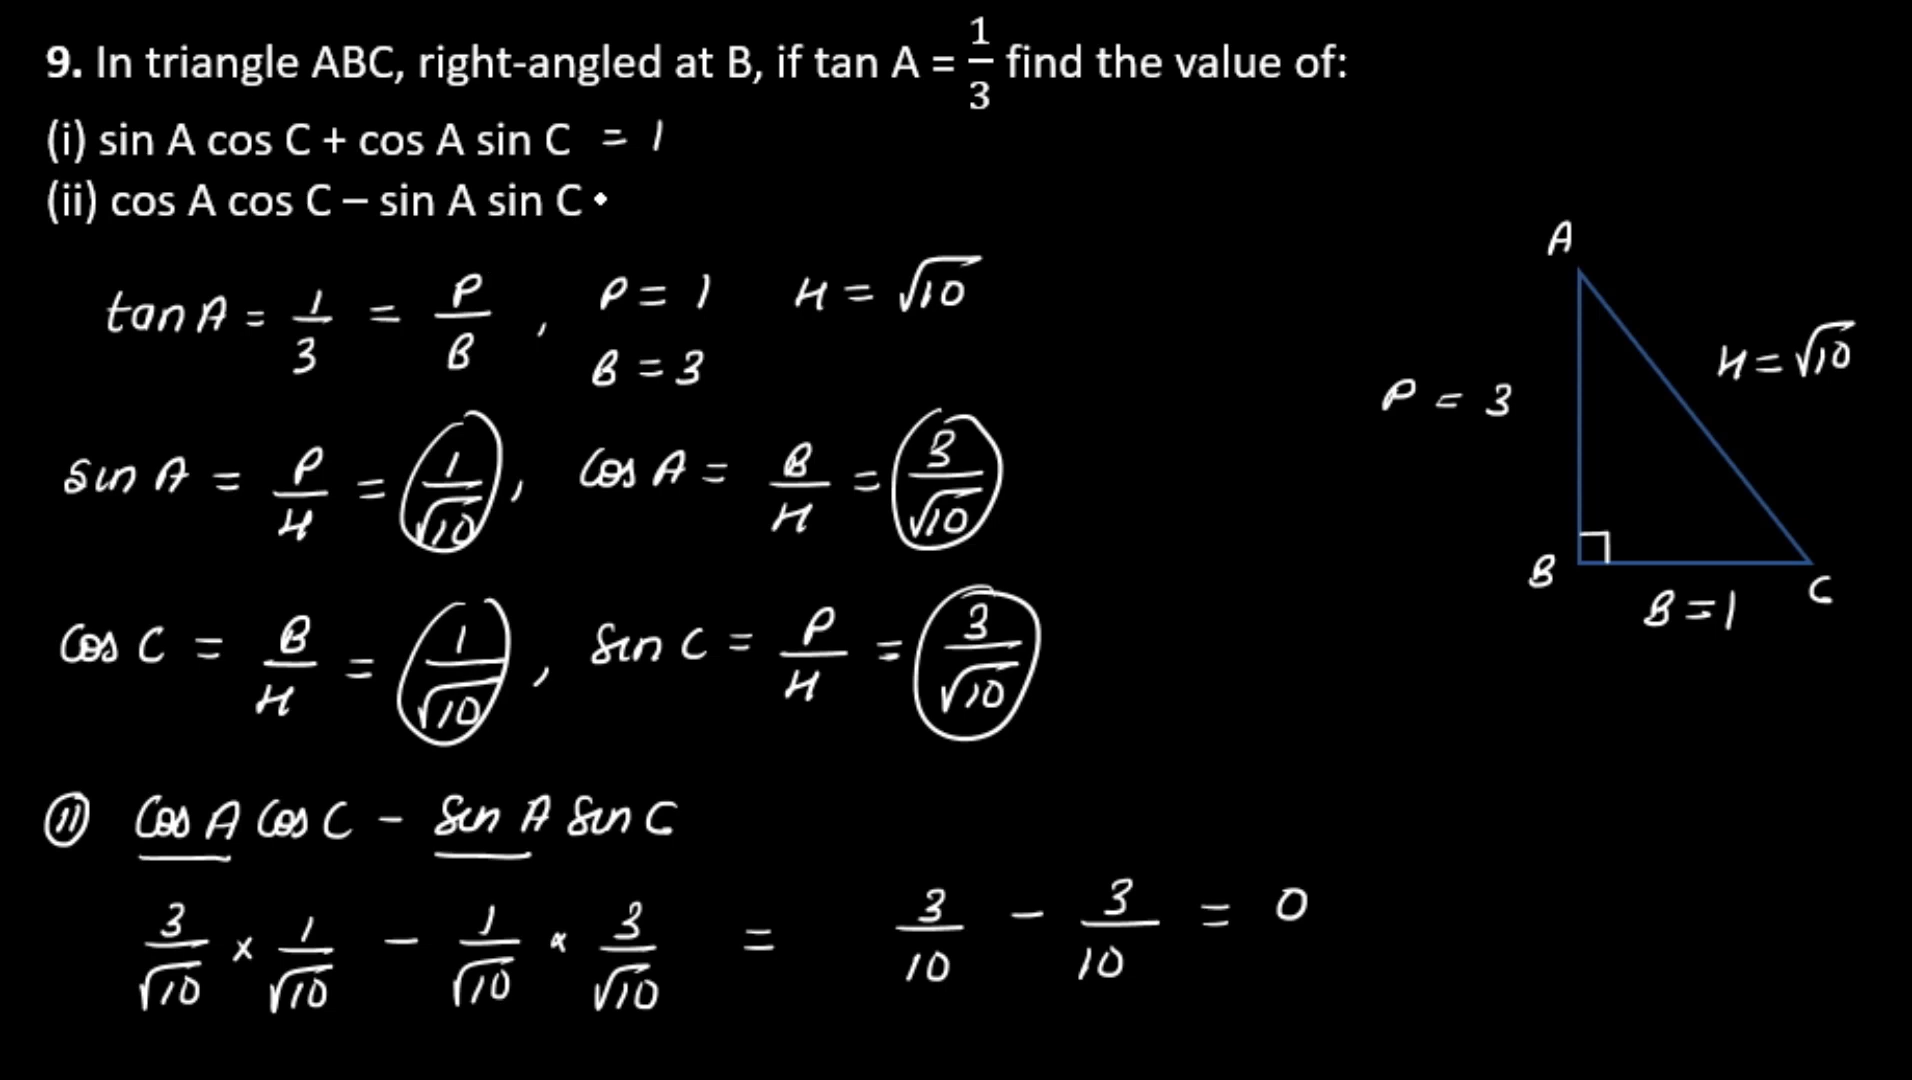 9. In triangle ABC, right-angled at B, if tan A = 1/3 find the value of:
(i) sin A cos C + cos A sin C = 1
(ii) cos A cos C – sin A sin C
tan A = 1/3 = P/B , P = 1 H = √10
B = 3
sin A = P/H = 1/√10 , cos A = B/H = 3/√10
cos C = B/H = 1/√10 , sin C = P/H = 3/√10
(ii) cos A cos C - sin A sin C
3/√10 × 1/√10 - 1/√10 × 3/√10 = 3/10 - 3/10 = 0
A
P = 3
H = √10
B
B = 1
C